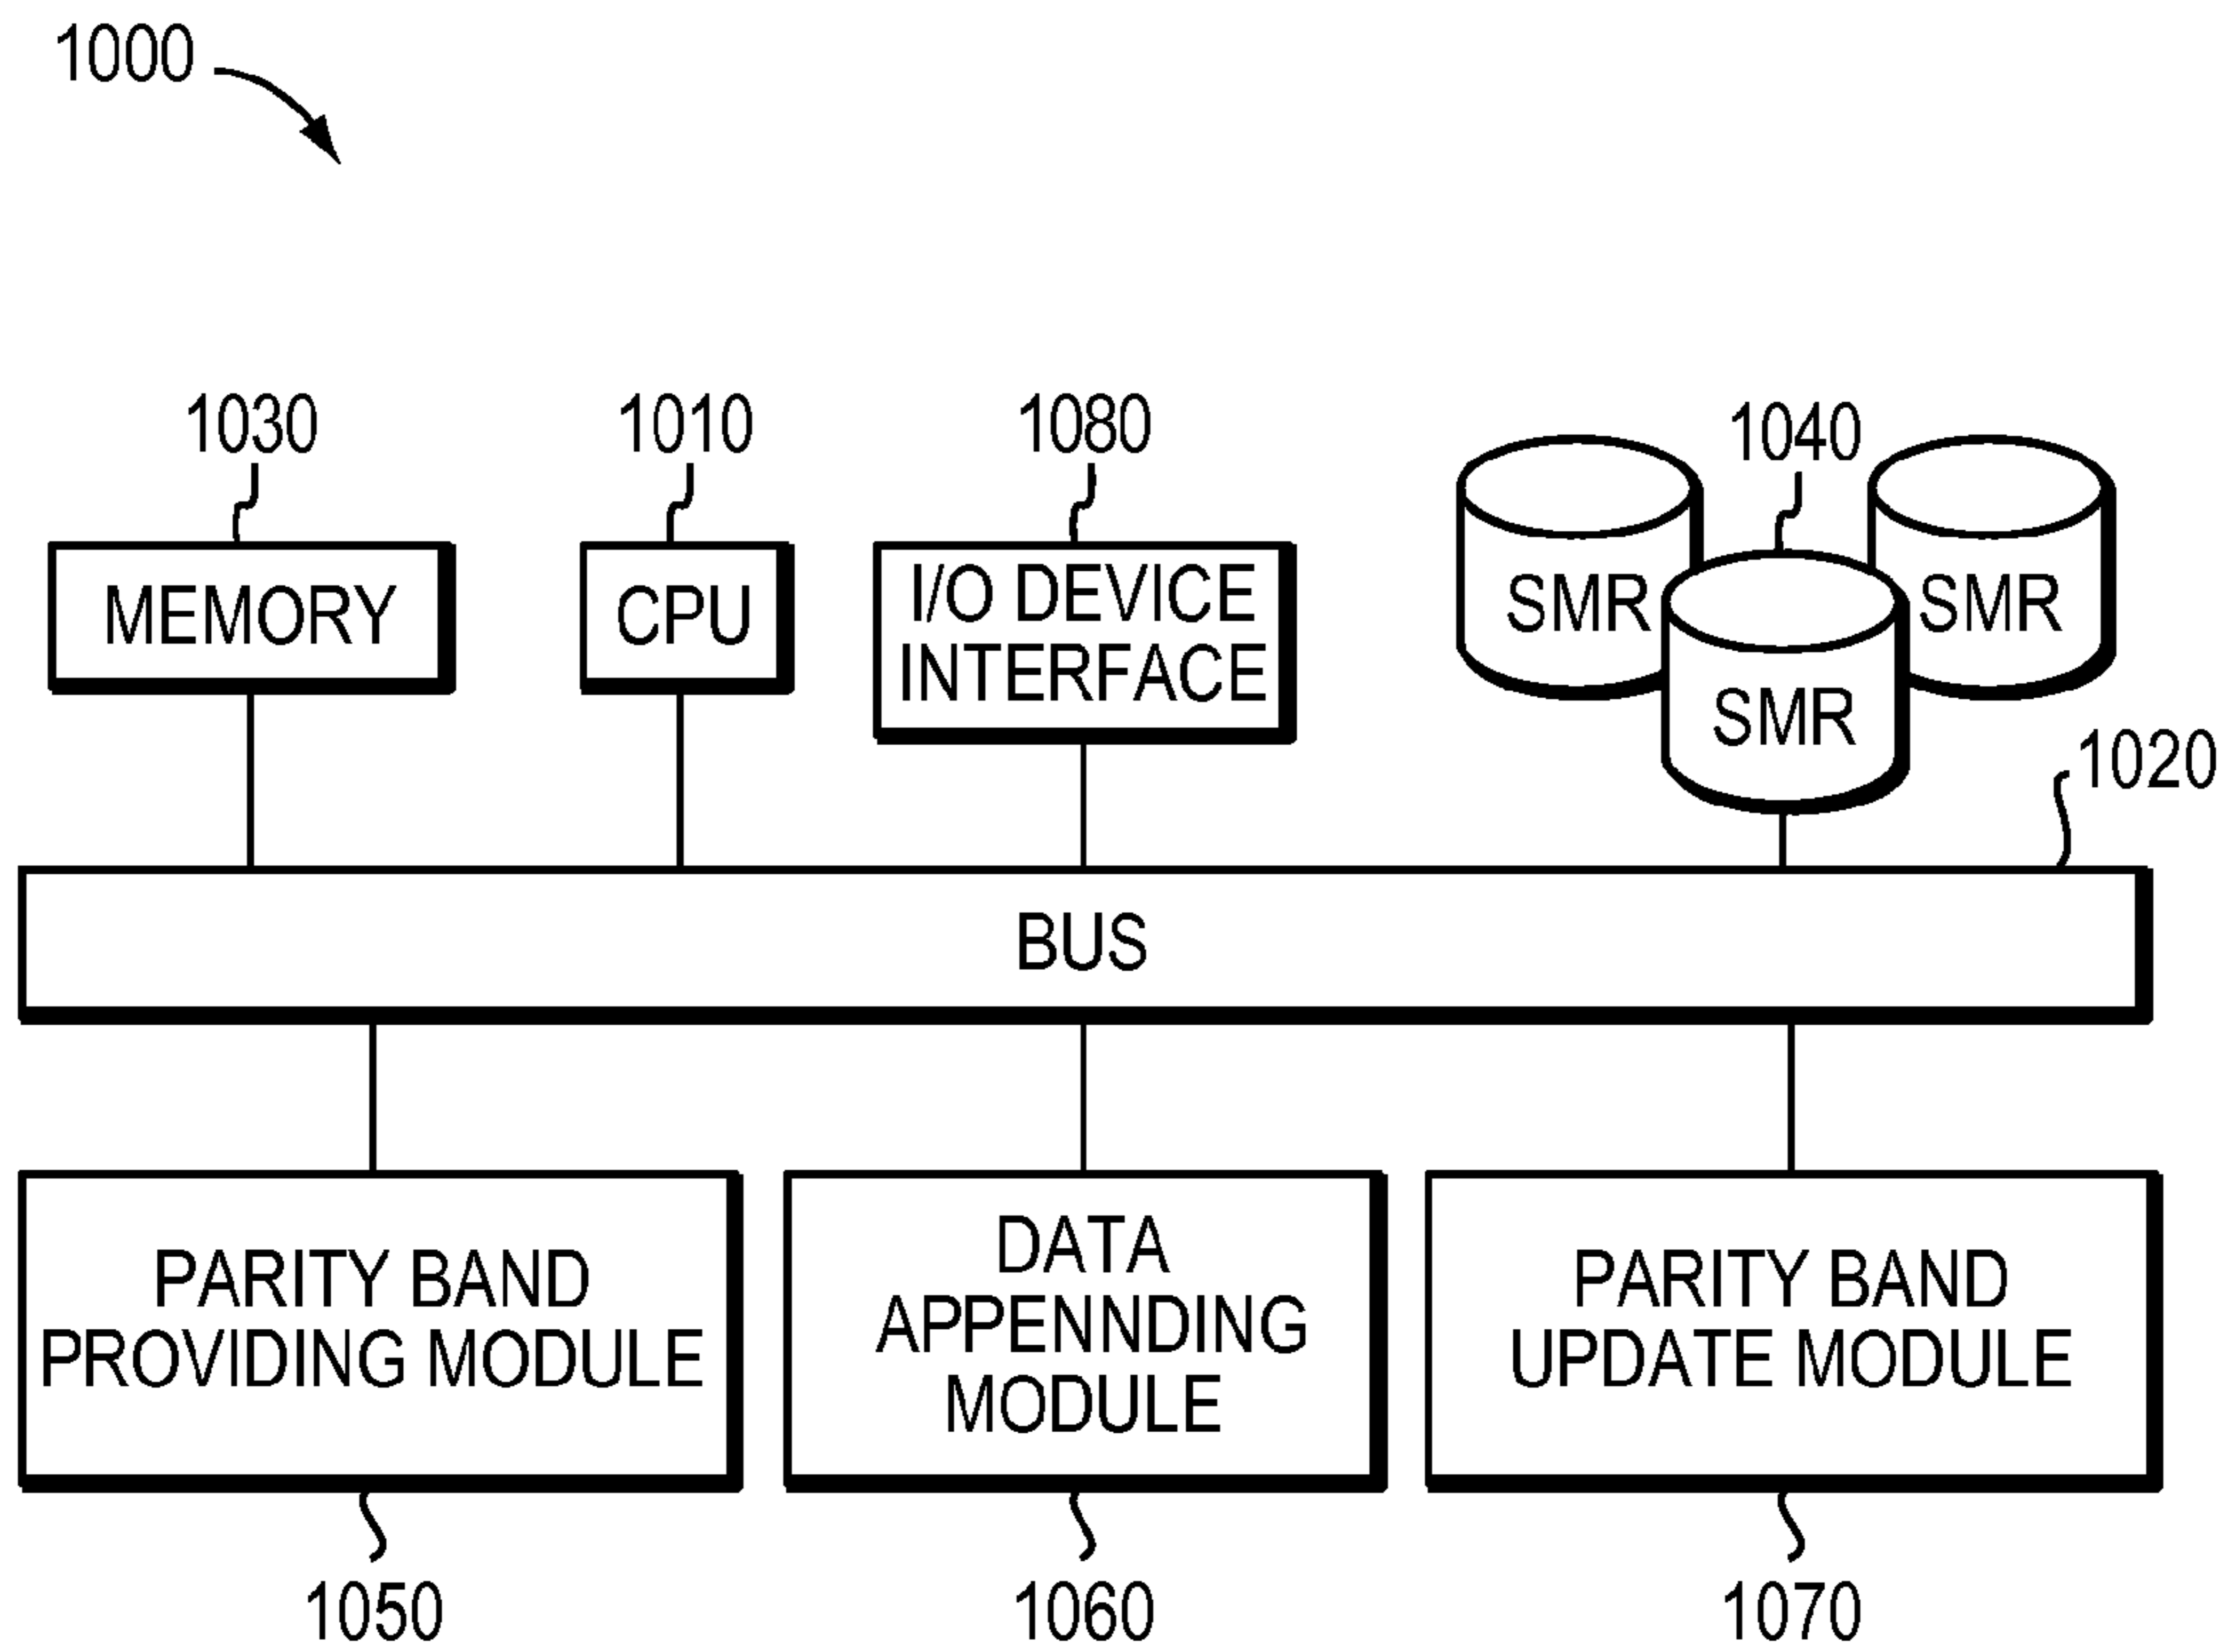 1000
1030
1010
1080
1040
MEMORY
CPU
I/O DEVICE
INTERFACE
SMR
SMR
SMR
1020
BUS
PARITY BAND
PROVIDING MODULE
DATA
APPENNDING
MODULE
PARITY BAND
UPDATE MODULE
1050
1060
1070